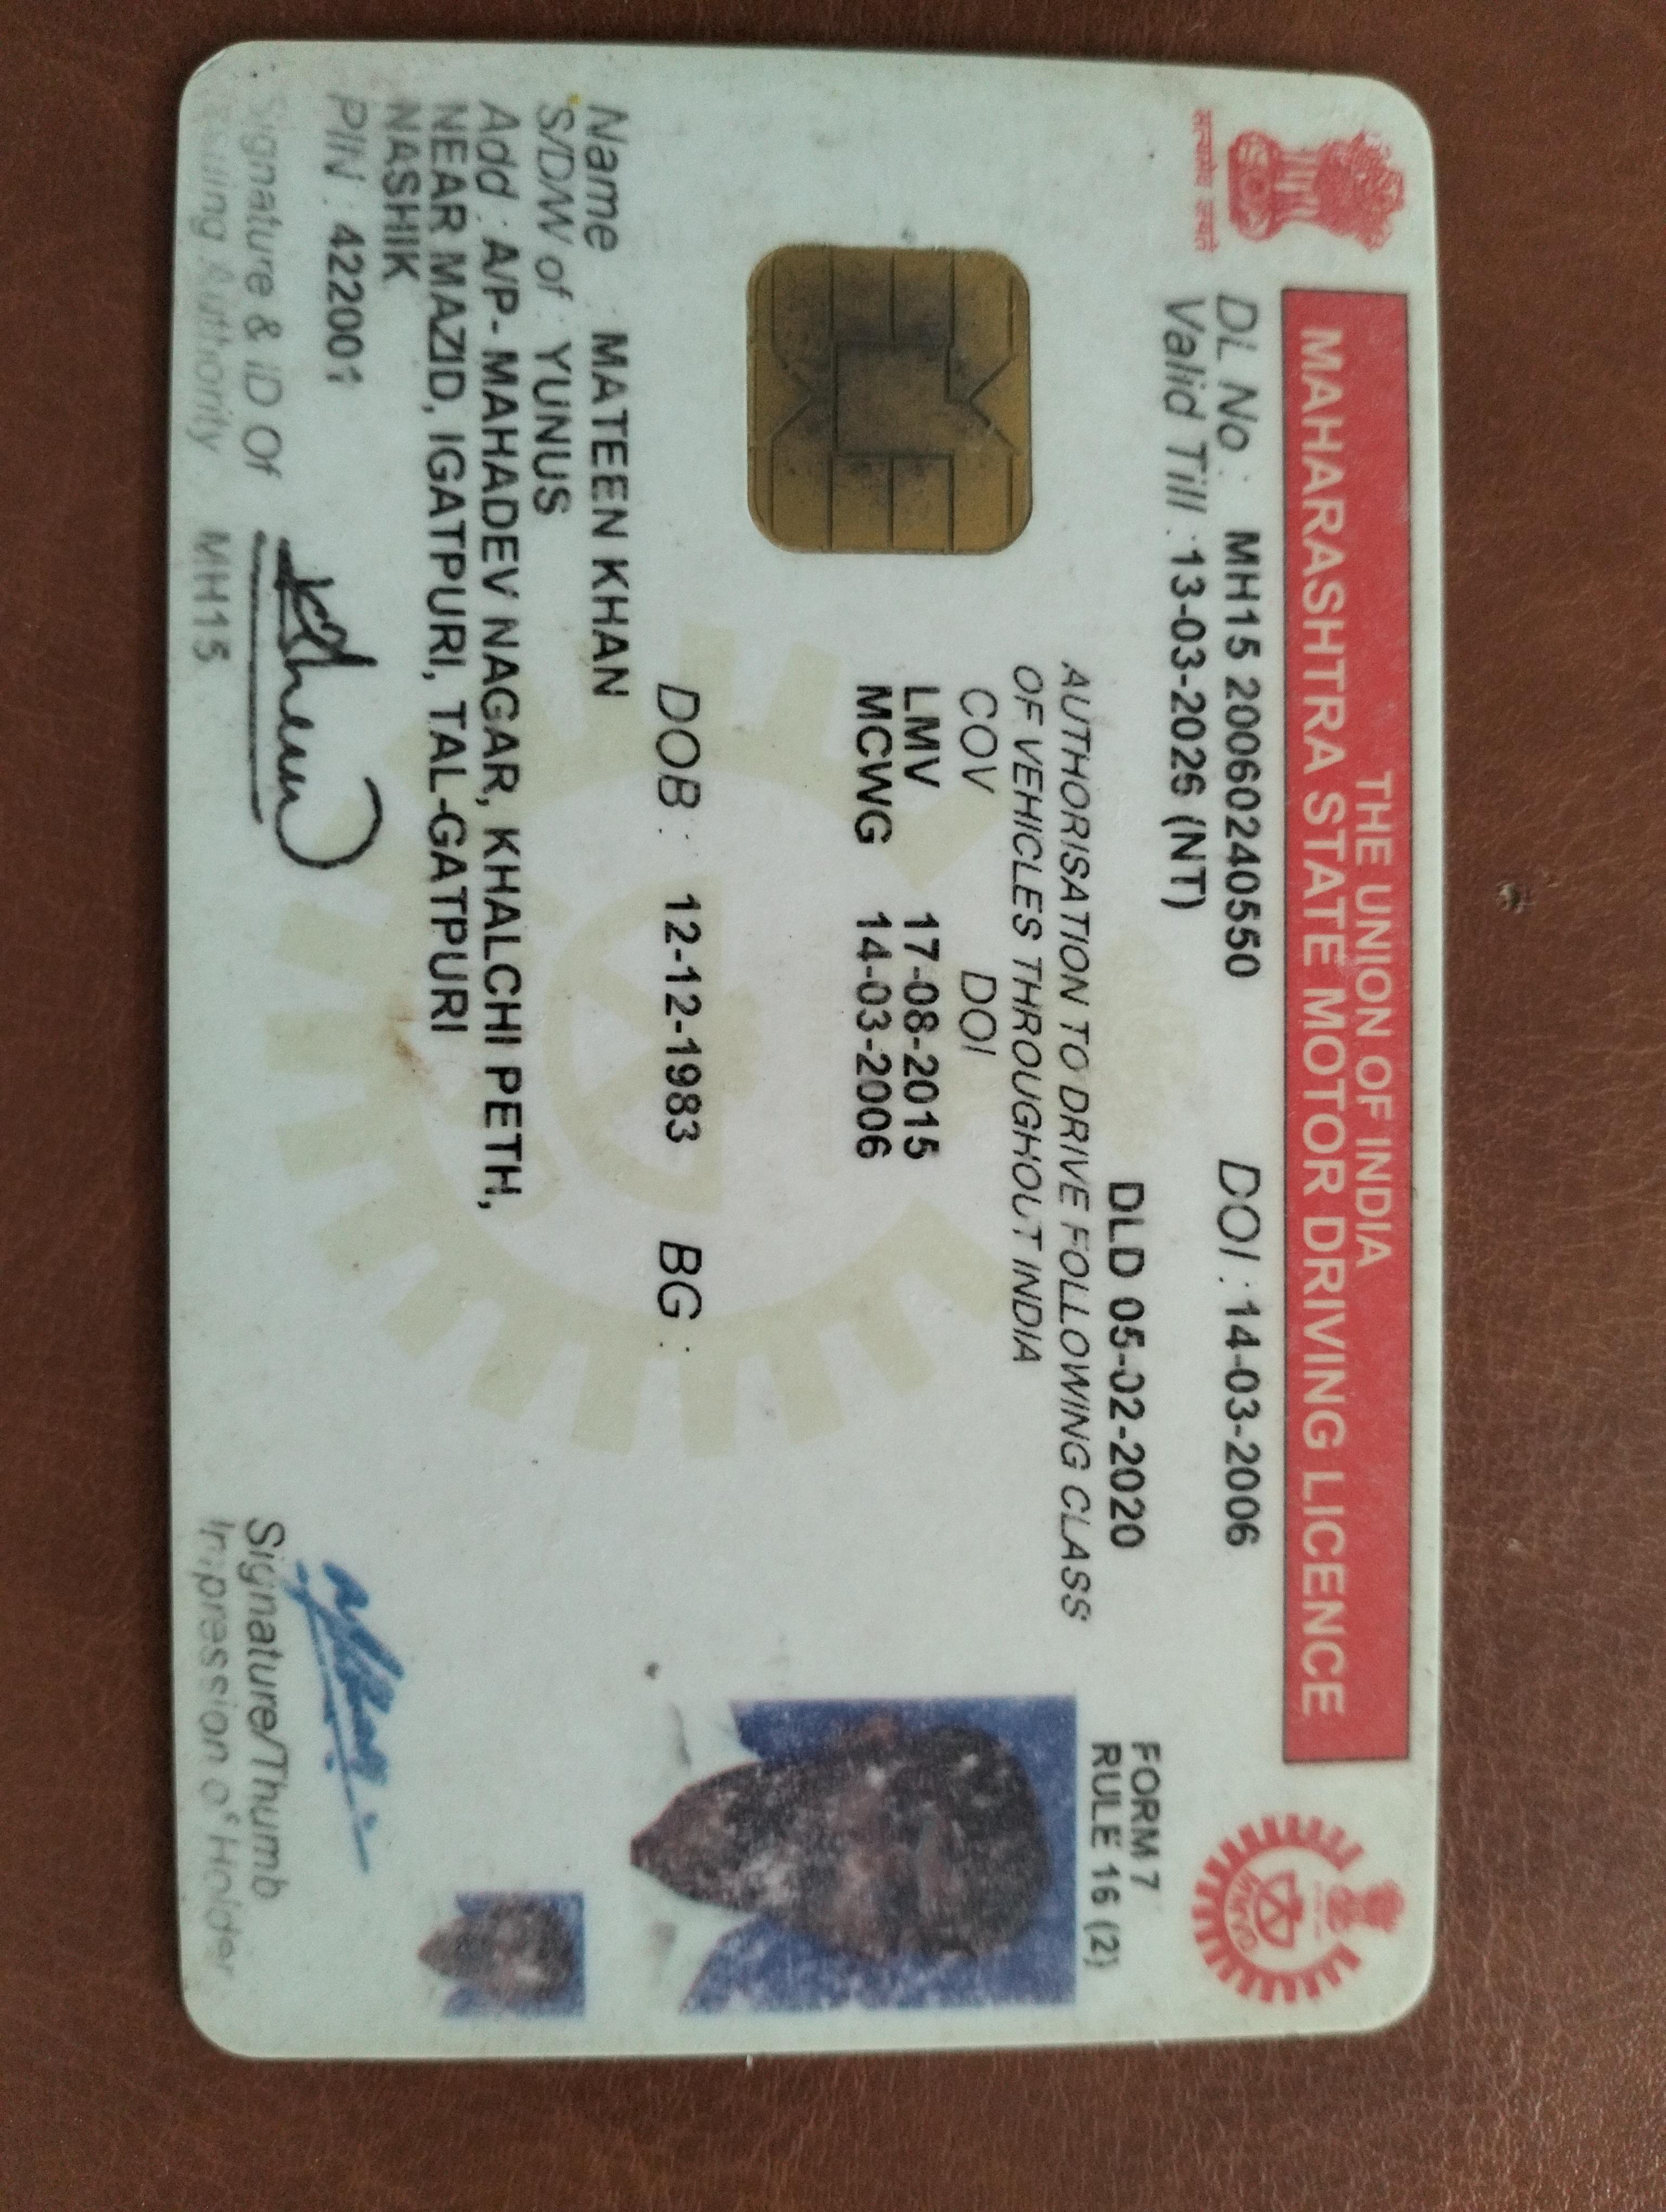 THE UNION OF INDIA
MAHARASHTRA STATE MOTOR DRIVING LICENCE
सत्यमेव जयते
DL No : MH15 20060240550 DOI : 14-03-2006
Valid Till : 13-03-2026 (NT)
DLD 05-02-2020
FORM 7
RULE 16 (2)
AUTHORISATION TO DRIVE FOLLOWING CLASS
OF VEHICLES THROUGHOUT INDIA
COV DOI
LMV 17-08-2015
MCWG 14-03-2006
DOB : 12-12-1983 BG :
Name : MATEEN KHAN
S/D/W of : YUNUS
Add : A/P- MAHADEV NAGAR, KHALCHI PETH,
NEAR MAZID, IGATPURI, TAL-GATPURI
NASHIK
PIN : 422001
Signature & ID Of
Issuing Authority : MH15
Signature/Thumb
Impression of Holder